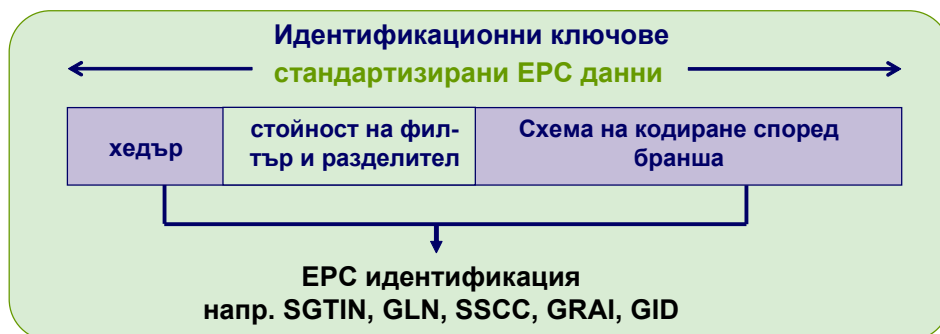 Идентификационни ключове
стандартизирани EPC данни
хедър
стойност на фил-
тър и разделител
Схема на кодиране според
бранша
EPC идентификация
напр. SGTIN, GLN, SSCC, GRAI, GID